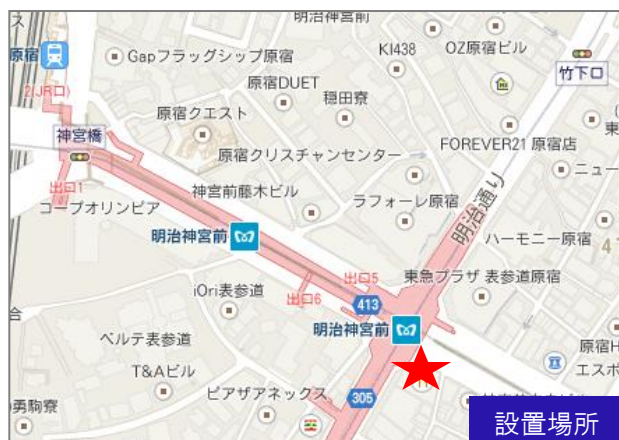 明治神宮前
ス
KI438
OZ原宿ビル
原宿
Gapフラッグシップ原宿
竹下口
原宿DUET
穏田寮
2(JR口)
原宿クエスト
神宮橋
FOREVER21 原宿店
東
原宿クリスチャンセンター
ニュー
出口1
神宮前藤木ビル
ラフォーレ原宿
コープオリンピア
明治通り
明治神宮前
ハーモニー原宿
4
出口5
東急プラザ 表参道原宿
iOri表参道
出口6
413
合
明治神宮前
ベルテ表参道
原宿H
エスポ
T&Aビル
ピアザアネックス
305
勇駒寮
設置場所